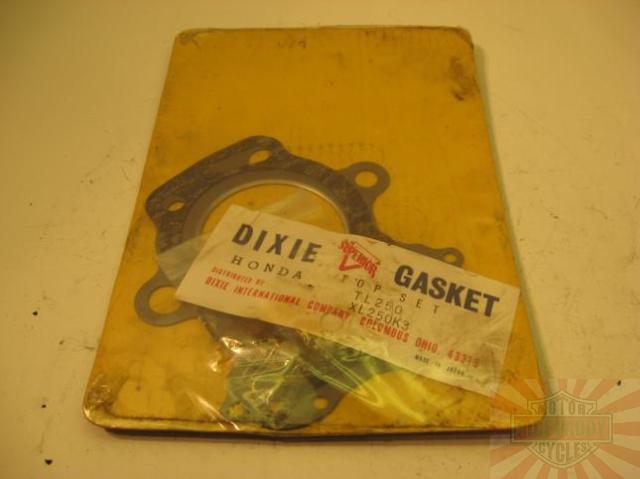 DIXIE SUPERIOR GASKET
HONDA TOP SET
TL250
XL250K3
DISTRIBUTED BY
DIXIE INTERNATIONAL COMPANY, COLUMBUS OHIO,
MADE IN JAPAN
MOTOR
CYCLES